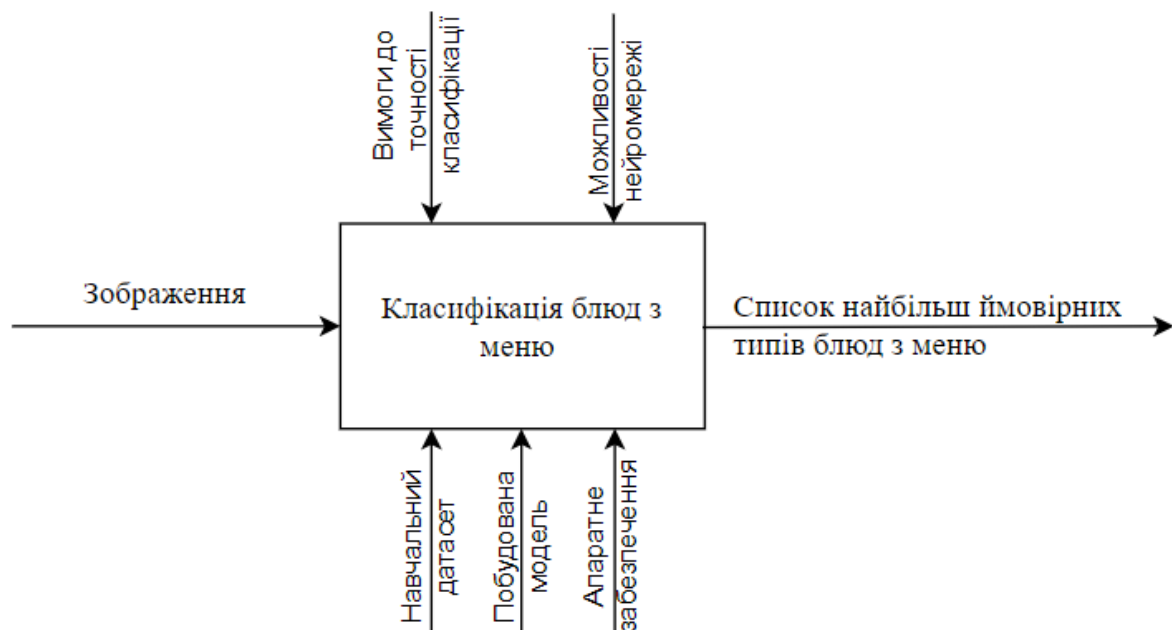 Вимоги до
точності
класифікації
Можливості
нейромережі
Зображення
Класифікація блюд з
меню
Список найбільш ймовірних
типів блюд з меню
Навчальний
датасет
Побудована
модель
Апаратне
забезпечення